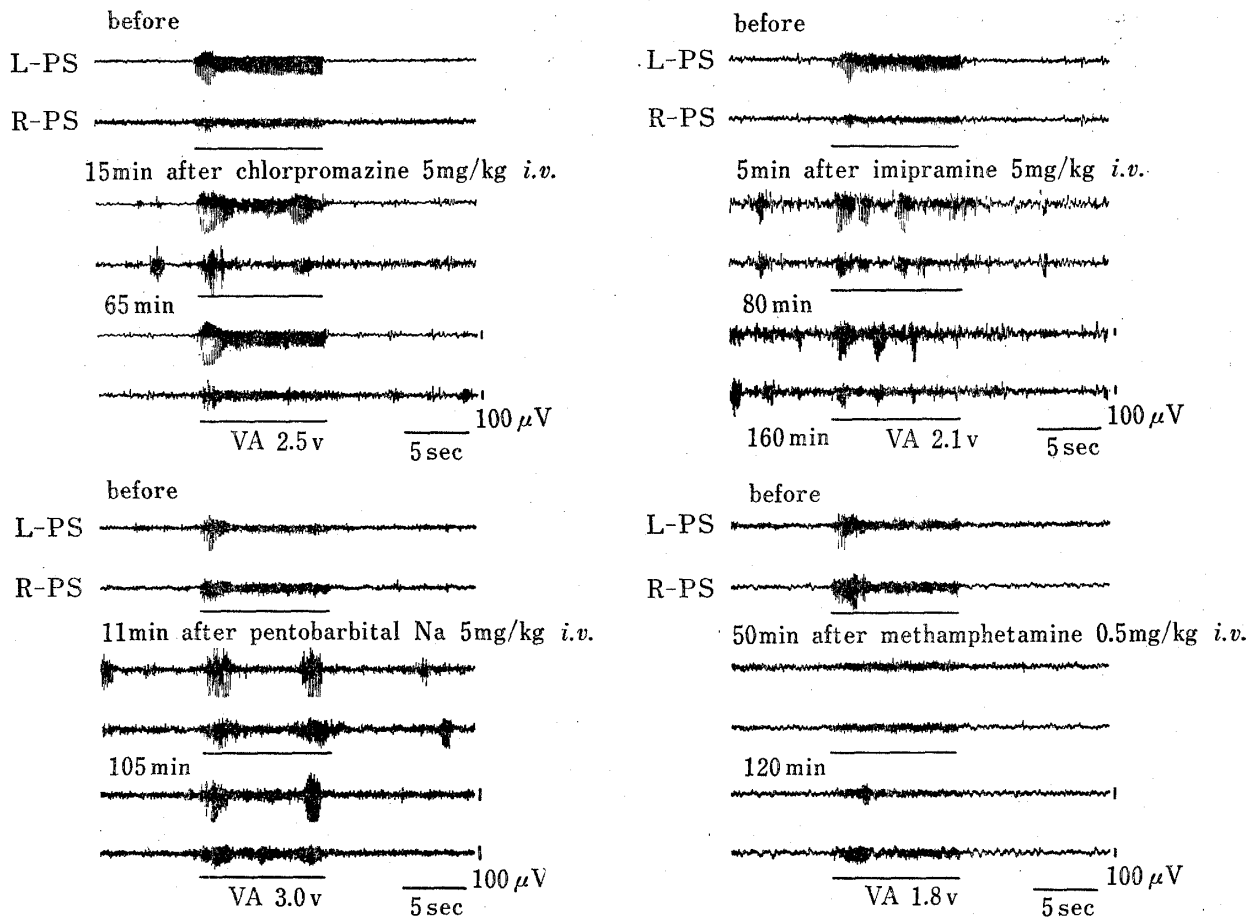 before
L-PS
R-PS
15min after chlorpromazine 5mg/kg i.v.
65 min
100 μV
VA 2.5 v
5 sec
before
L-PS
R-PS
5min after imipramine 5mg/kg i.v.
80 min
100 μV
160 min
VA 2.1 v
5 sec
before
L-PS
R-PS
11min after pentobarbital Na 5mg/kg i.v.
105 min
100 μV
VA 3.0 v
5 sec
before
L-PS
R-PS
50min after methamphetamine 0.5mg/kg i.v.
120 min
100 μV
VA 1.8 v
5 sec